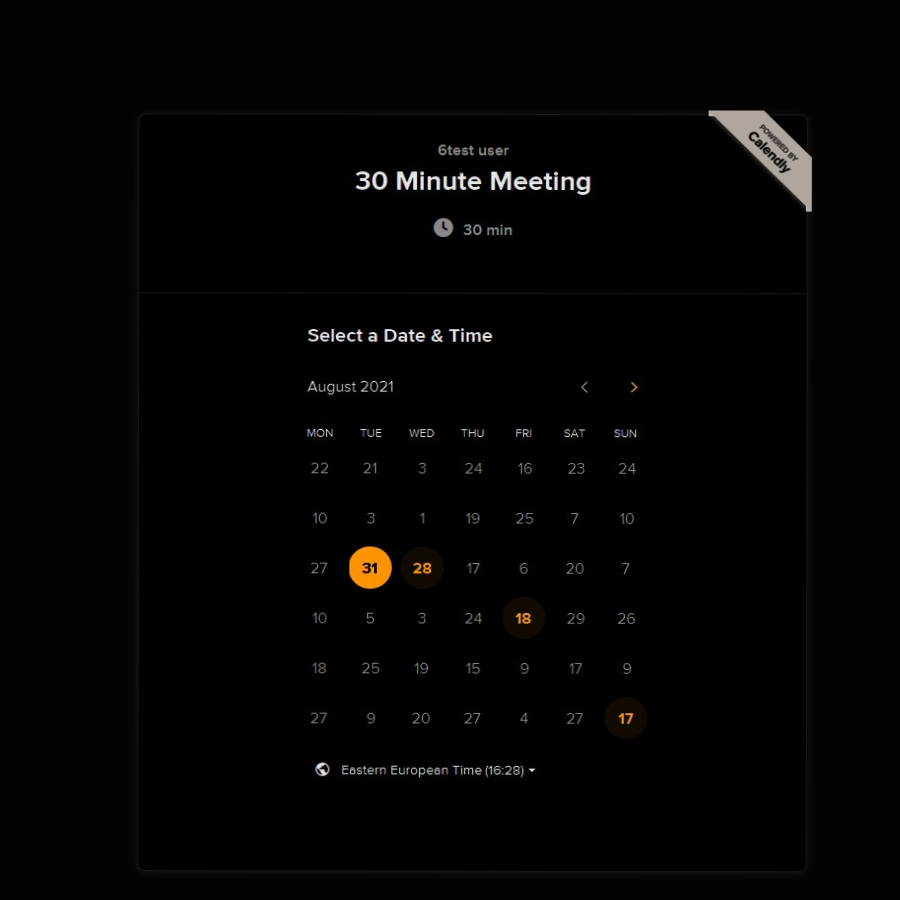 POWERED BY
Calendly
6test user
30 Minute Meeting
30 min
Select a Date & Time
August 2021
MON TUE WED THU FRI SAT SUN
22 21 3 24 16 23 24
10 3 1 19 25 7 10
27 31 28 17 6 20 7
10 5 3 24 18 29 26
18 25 19 15 9 17 9
27 9 20 27 4 27 17
Eastern European Time (16:28)